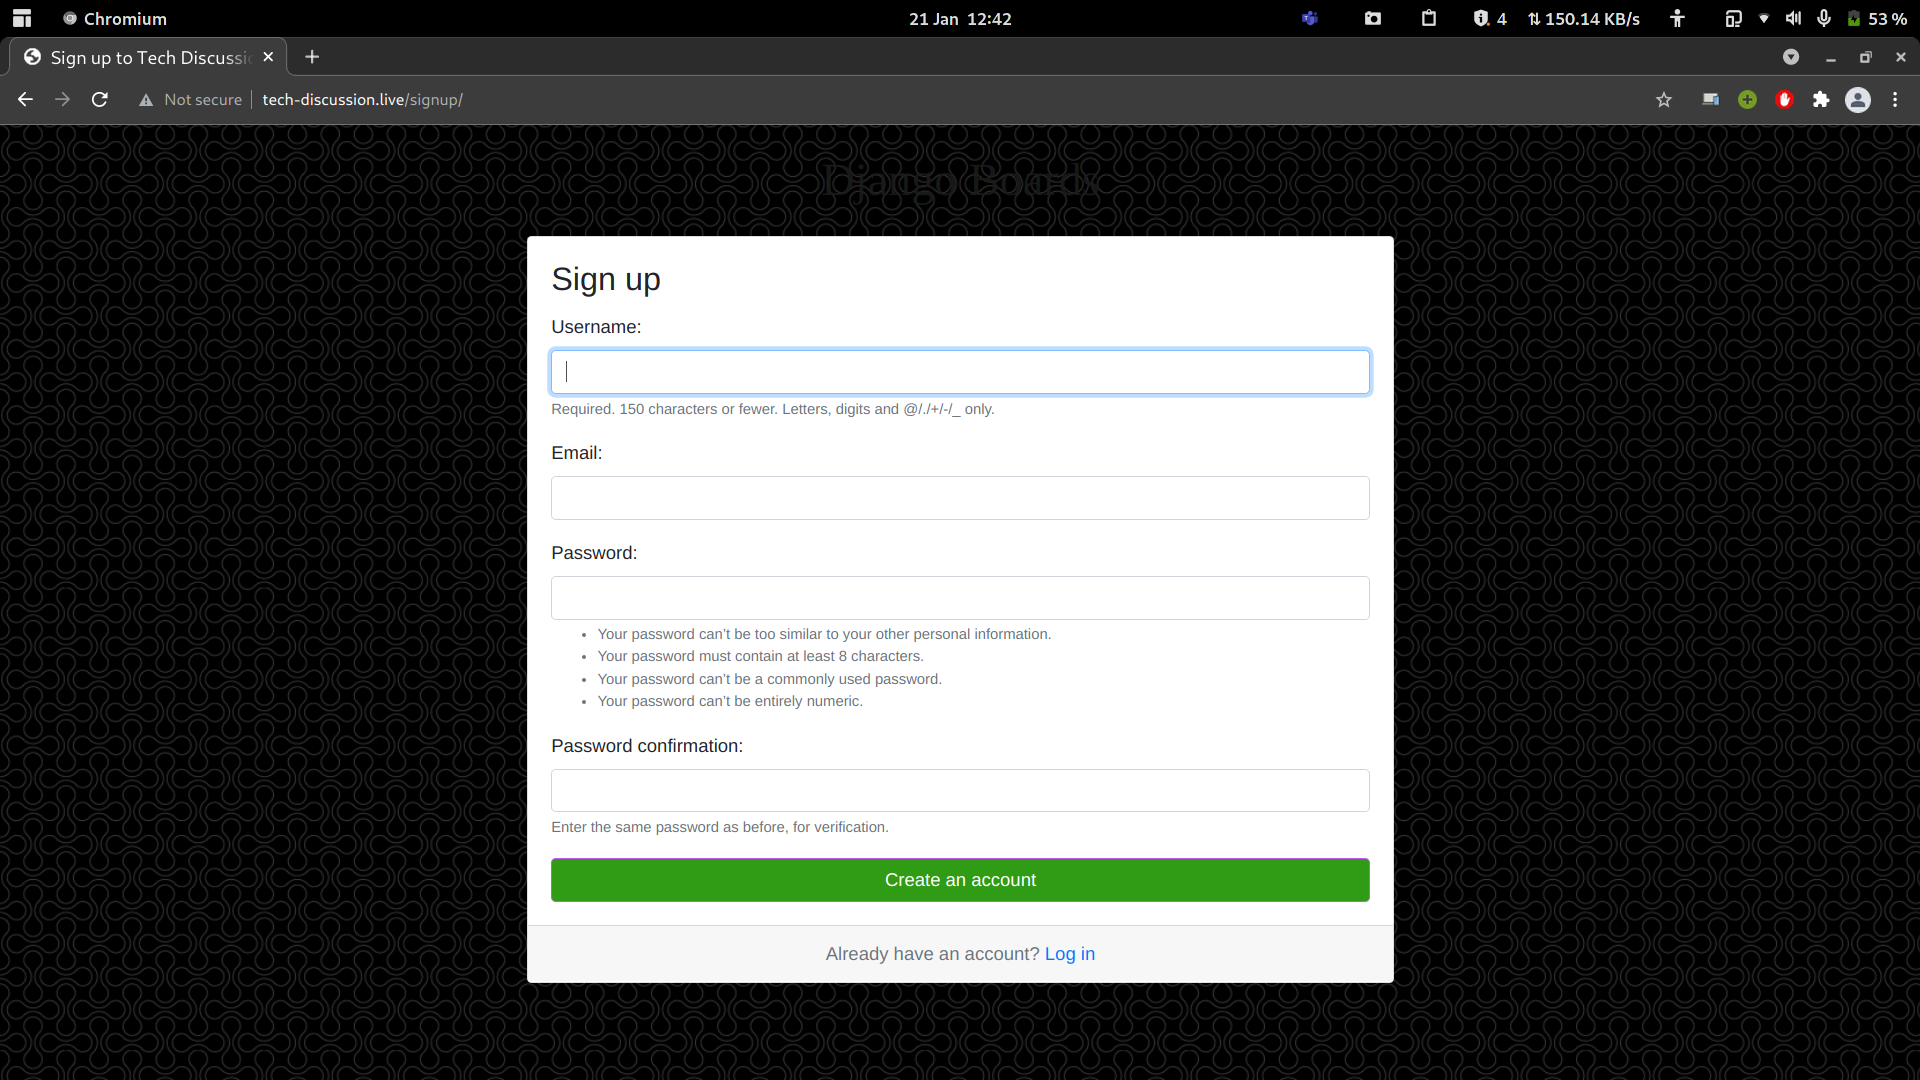 Chromium
21 Jan 12:42
4
150.14 KB/s
53 %
Sign up to Tech Discussi
Not secure
tech-discussion.live/signup/
Django Boards
Sign up
Username:
Required. 150 characters or fewer. Letters, digits and @/./+/-/_ only.
Email:
Password:
• Your password can’t be too similar to your other personal information.
• Your password must contain at least 8 characters.
• Your password can’t be a commonly used password.
• Your password can’t be entirely numeric.
Password confirmation:
Enter the same password as before, for verification.
Create an account
Already have an account? Log in